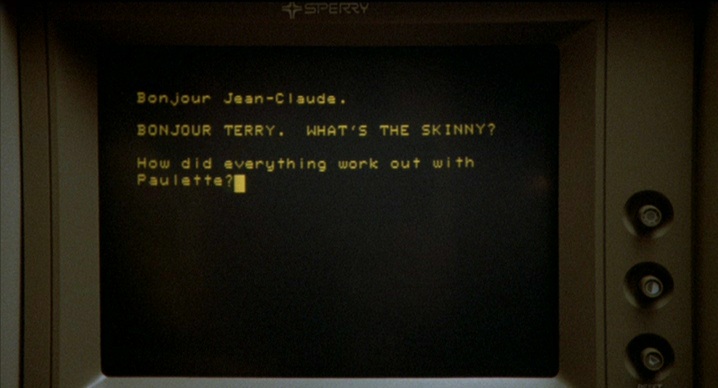 SPERRY
Bonjour Jean-Claude.
BONJOUR TERRY. WHAT'S THE SKINNY?
How did everything work out with
Paulette?